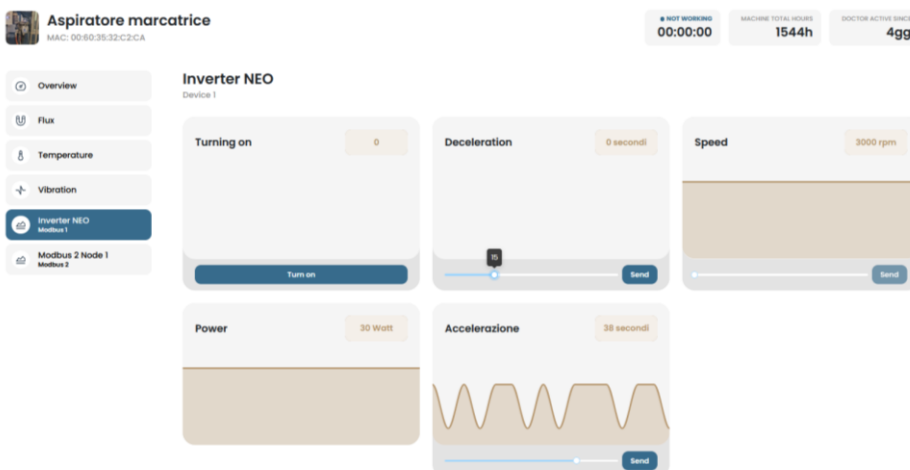 Aspiratore marcatrice
MAC: 00:60:35:32:C2:CA
NOT WORKING
00:00:00
MACHINE TOTAL HOURS
1544h
DOCTOR ACTIVE SINCE
4gg
Overview
Flux
Temperature
Vibration
Inverter NEO
Modbus 1
Modbus 2 Node 1
Modbus 2
Inverter NEO
Device 1
Turning on
0
Turn on
Deceleration
0 secondi
15
Send
Speed
3000 rpm
Send
Power
30 Watt
Accelerazione
38 secondi
Send